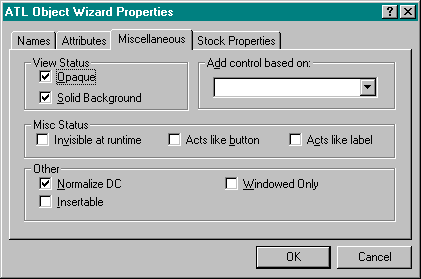 ATL Object Wizard Properties
Names Attributes Miscellaneous Stock Properties
View Status
Opaque
Solid Background
Add control based on:
Misc Status
Invisible at runtime Acts like button Acts like label
Other
Normalize DC Windowed Only
Insertable
OK Cancel